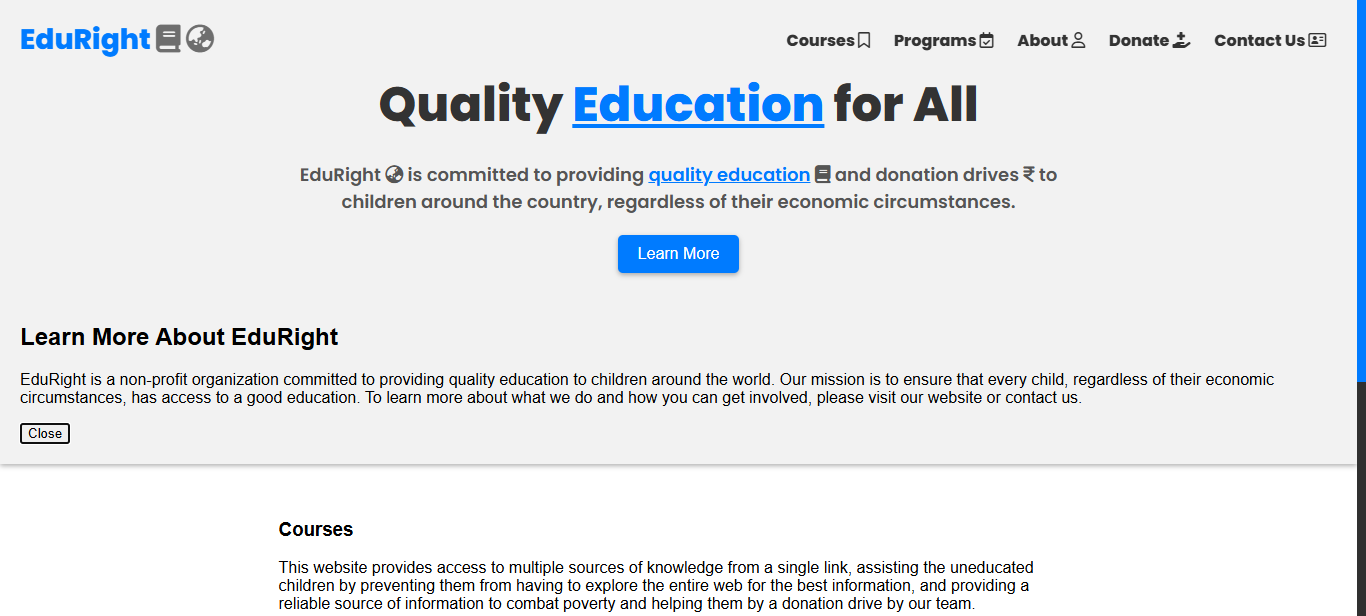 EduRight
Courses Programs About Donate Contact Us
Quality Education for All
EduRight is committed to providing quality education and donation drives ₹ to
children around the country, regardless of their economic circumstances.
Learn More
Learn More About EduRight
EduRight is a non-profit organization committed to providing quality education to children around the world. Our mission is to ensure that every child, regardless of their economic
circumstances, has access to a good education. To learn more about what we do and how you can get involved, please visit our website or contact us.
Close
Courses
This website provides access to multiple sources of knowledge from a single link, assisting the uneducated
children by preventing them from having to explore the entire web for the best information, and providing a
reliable source of information to combat poverty and helping them by a donation drive by our team.